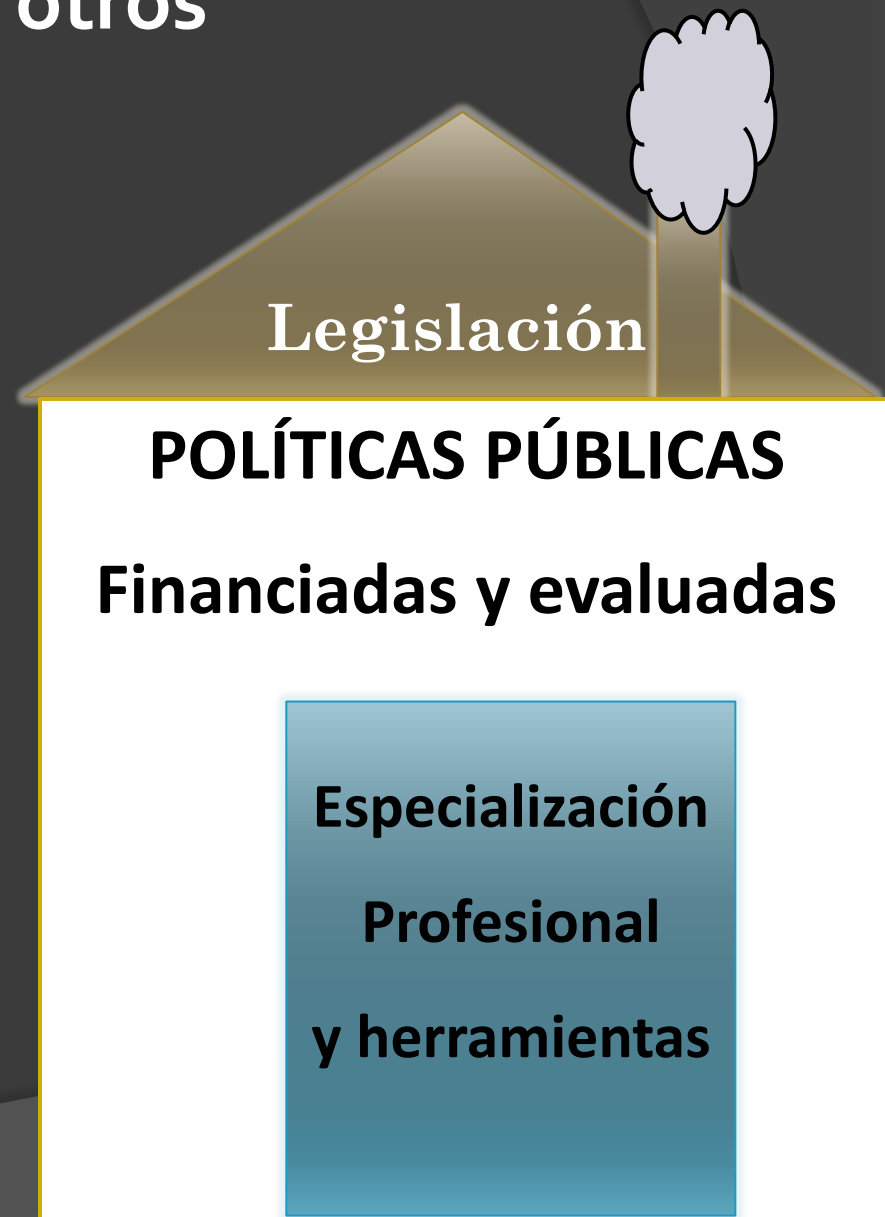 otros
Legislación
POLÍTICAS PÚBLICAS
Financiadas y evaluadas
Especialización
Profesional
y herramientas